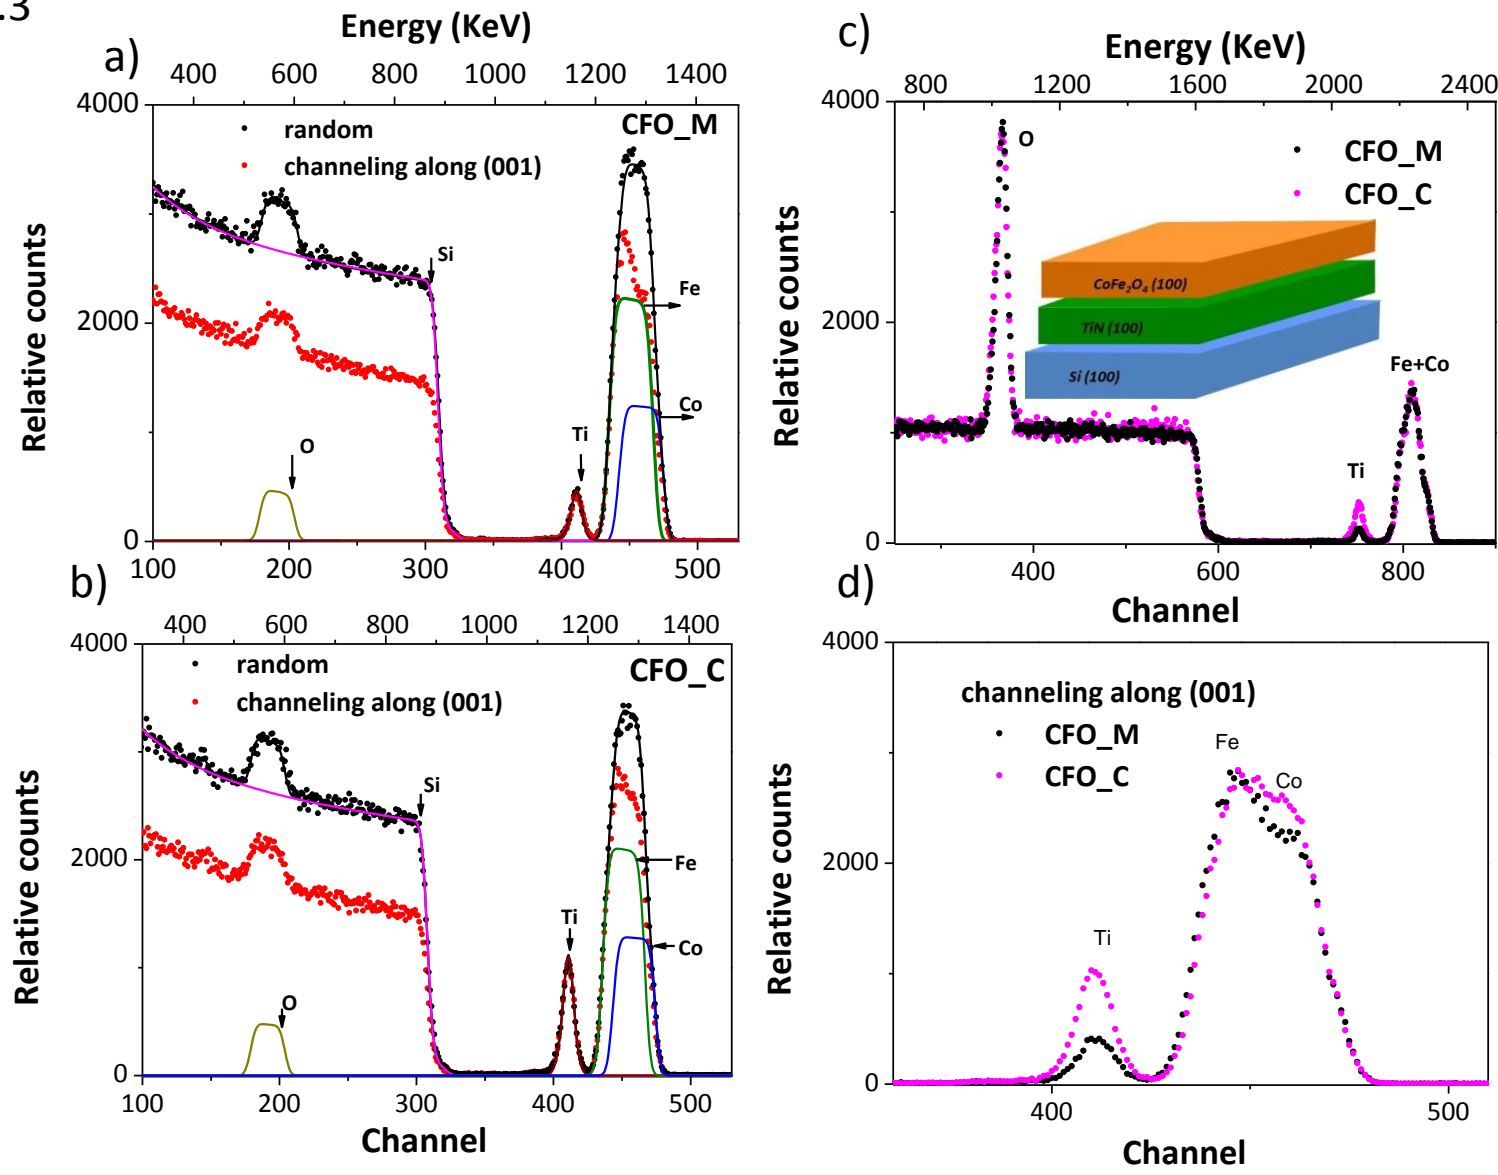 .3
a)
Energy (KeV)
400 600 800 1000 1200 1400
4000
2000
0
Relative counts
random
channeling along (001)
CFO_M
Si
Fe
Co
Ti
O
100 200 300 400 500
b)
400 600 800 1000 1200 1400
4000
2000
0
Relative counts
random
channeling along (001)
CFO_C
Si
Fe
Co
Ti
O
100 200 300 400 500
Channel
c)
Energy (KeV)
800 1200 1600 2000 2400
4000
2000
0
Relative counts
O
CFO_M
CFO_C
CoFe₂O₄ (100)
TiN (100)
Si (100)
Fe+Co
Ti
400 600 800
Channel
d)
4000
2000
0
Relative counts
channeling along (001)
CFO_M
CFO_C
Fe
Co
Ti
400 500
Channel